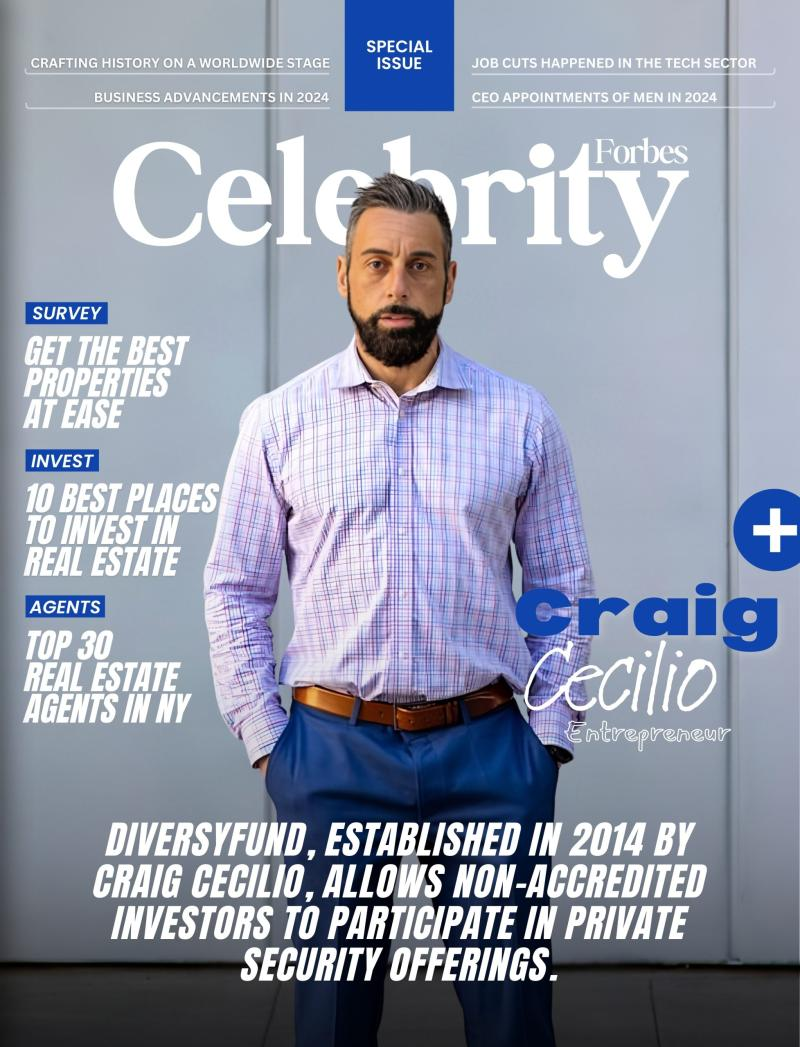 SPECIAL
ISSUE
CRAFTING HISTORY ON A WORLDWIDE STAGE
BUSINESS ADVANCEMENTS IN 2024
JOB CUTS HAPPENED IN THE TECH SECTOR
CEO APPOINTMENTS OF MEN IN 2024
Forbes
Celebrity
SURVEY
GET THE BEST
PROPERTIES
AT EASE
INVEST
10 BEST PLACES
TO INVEST IN
REAL ESTATE
AGENTS
TOP 30
REAL ESTATE
AGENTS IN NY
Craig
Cecilio
Entrepreneur
DIVERSYFUND, ESTABLISHED IN 2014 BY
CRAIG CECILIO, ALLOWS NON-ACCREDITED
INVESTORS TO PARTICIPATE IN PRIVATE
SECURITY OFFERINGS.